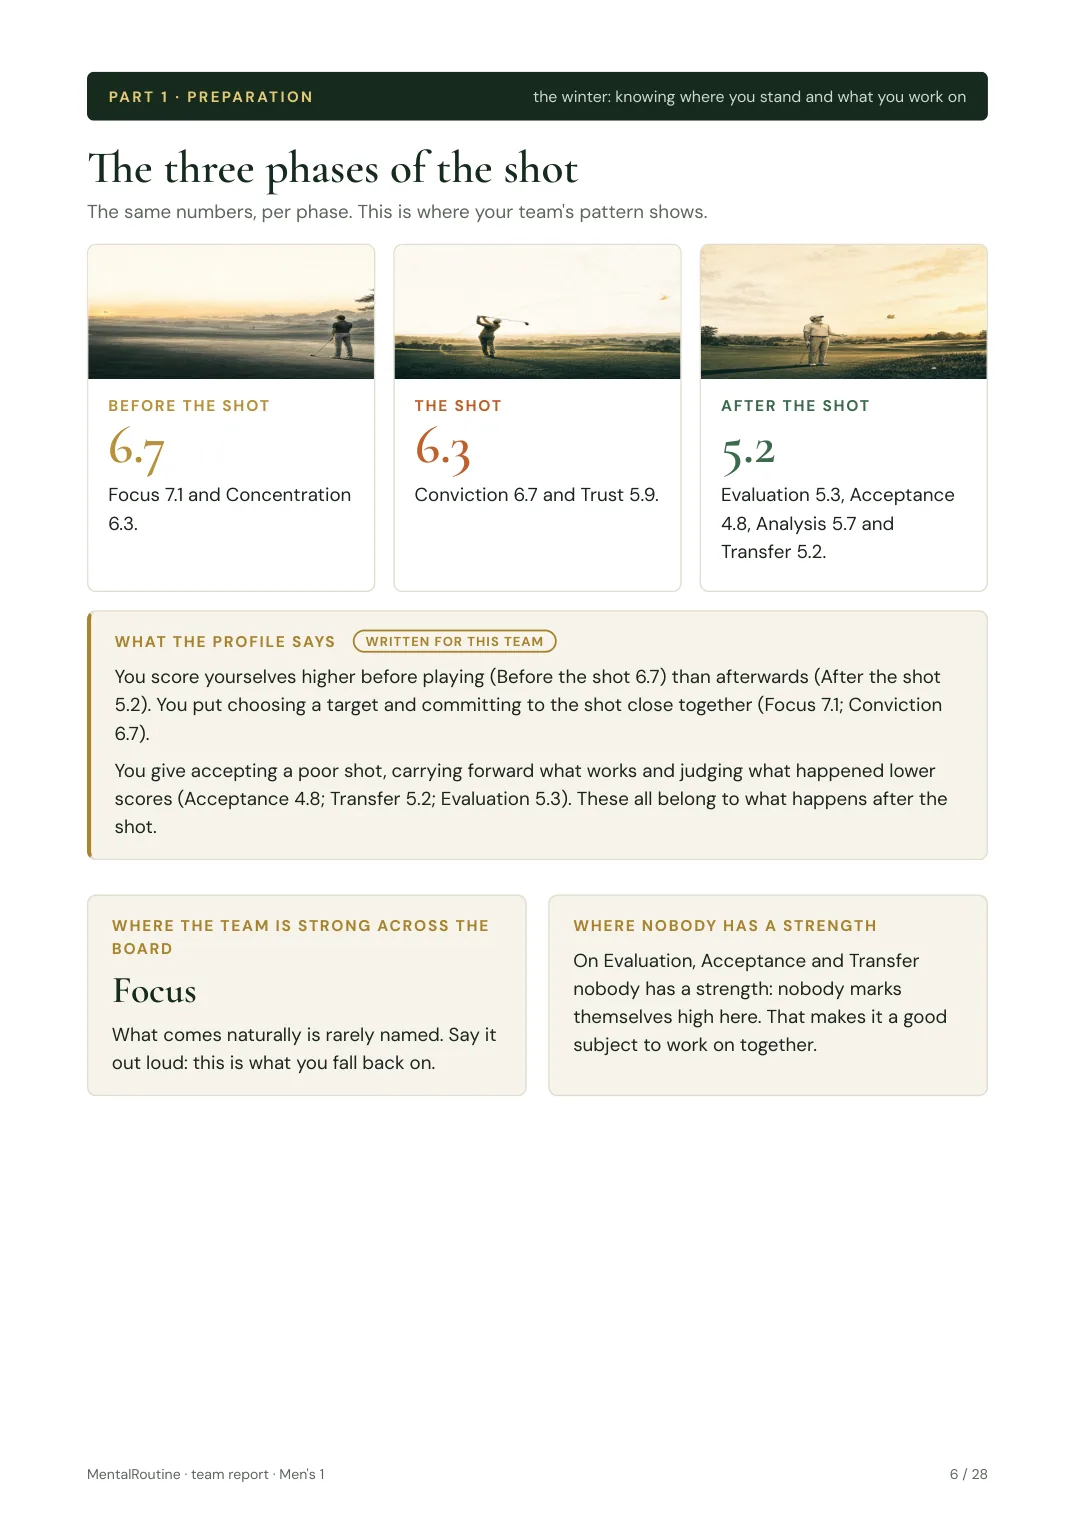 PART 1 · PREPARATION
the winter: knowing where you stand and what you work on
The three phases of the shot
The same numbers, per phase. This is where your team's pattern shows.
BEFORE THE SHOT
6.7
Focus 7.1 and Concentration
6.3.
THE SHOT
6.3
Conviction 6.7 and Trust 5.9.
AFTER THE SHOT
5.2
Evaluation 5.3, Acceptance
4.8, Analysis 5.7 and
Transfer 5.2.
WHAT THE PROFILE SAYS
WRITTEN FOR THIS TEAM
You score yourselves higher before playing (Before the shot 6.7) than afterwards (After the shot
5.2). You put choosing a target and committing to the shot close together (Focus 7.1; Conviction
6.7).
You give accepting a poor shot, carrying forward what works and judging what happened lower
scores (Acceptance 4.8; Transfer 5.2; Evaluation 5.3). These all belong to what happens after the
shot.
WHERE THE TEAM IS STRONG ACROSS THE
BOARD
Focus
What comes naturally is rarely named. Say it
out loud: this is what you fall back on.
WHERE NOBODY HAS A STRENGTH
On Evaluation, Acceptance and Transfer
nobody has a strength: nobody marks
themselves high here. That makes it a good
subject to work on together.
MentalRoutine · team report · Men's 1
6 / 28